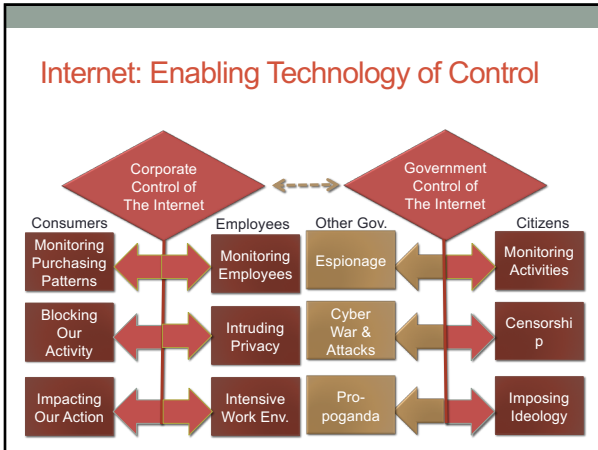 Internet: Enabling Technology of Control
Corporate
Control of
The Internet
Government
Control of
The Internet
Consumers
Employees
Other Gov.
Citizens
Monitoring
Purchasing
Patterns
Monitoring
Employees
Espionage
Monitoring
Activities
Blocking
Our
Activity
Intruding
Privacy
Cyber
War &
Attacks
Censorshi
p
Impacting
Our Action
Intensive
Work Env.
Pro-
poganda
Imposing
Ideology